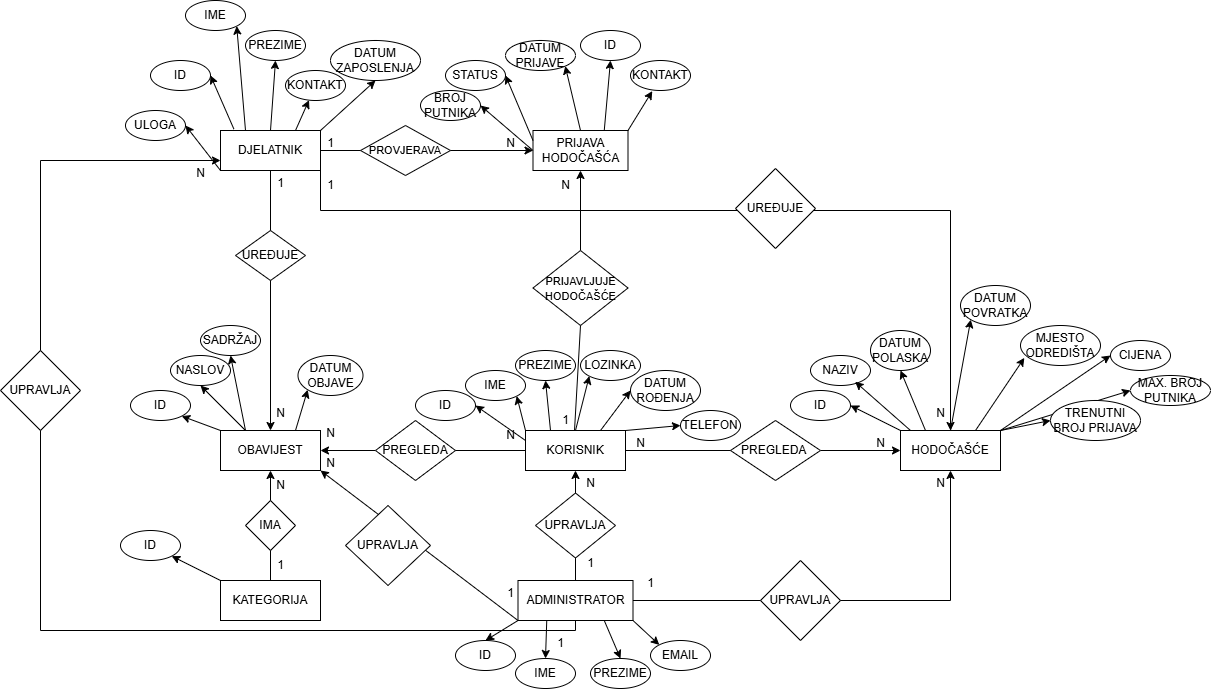 IME
PREZIME
DATUM
ZAPOSLENJA
ID
KONTAKT
ULOGA
DATUM
PRIJAVE
ID
STATUS
KONTAKT
BROJ
PUTNIKA
DJELATNIK
1
PROVJERAVA
N
PRIJAVA
HODOČAŠĆA
N
1
1
N
UREĐUJE
UREĐUJE
PRIJAVLJUJE
HODOČAŠĆE
DATUM
POVRATKA
SADRŽAJ
NASLOV
DATUM
OBJAVE
ID
PREZIME
LOZINKA
IME
DATUM
ROĐENJA
ID
TELEFON
DATUM
POLASKA
MJESTO
ODREDIŠTA
CIJENA
NAZIV
MAX. BROJ
PUTNIKA
ID
TRENUTNI
BROJ PRIJAVA
UPRAVLJA
N
1
N
N
N
N
N
OBAVIJEST
PREGLEDA
KORISNIK
PREGLEDA
HODOČAŠĆE
N
N
N
N
IMA
UPRAVLJA
UPRAVLJA
ID
1
1
1
1
KATEGORIJA
ADMINISTRATOR
UPRAVLJA
1
ID
IME
PREZIME
EMAIL